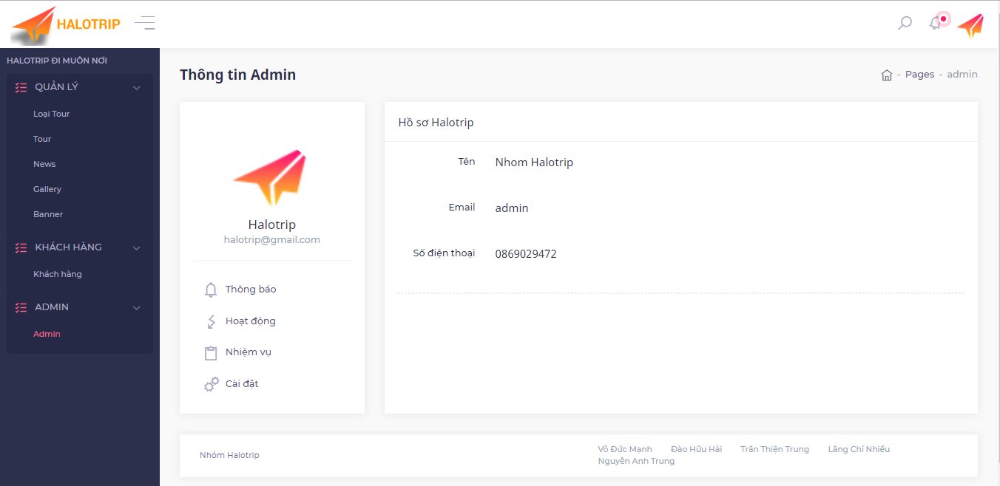 HALOTRIP
HALOTRIP ĐI MUÔN NƠI
QUẢN LÝ
Loại Tour
Tour
News
Gallery
Banner
KHÁCH HÀNG
Khách hàng
ADMIN
Admin
Thông tin Admin
- Pages - admin
Halotrip
halotrip@gmail.com
Thông báo
Hoạt động
Nhiệm vụ
Cài đặt
Hồ sơ Halotrip
Tên Nhom Halotrip
Email admin
Số điện thoại 0869029472
Nhóm Halotrip
Võ Đức Mạnh Đào Hữu Hải Trần Thiện Trung Lăng Chí Nhiều
Nguyễn Anh Trung